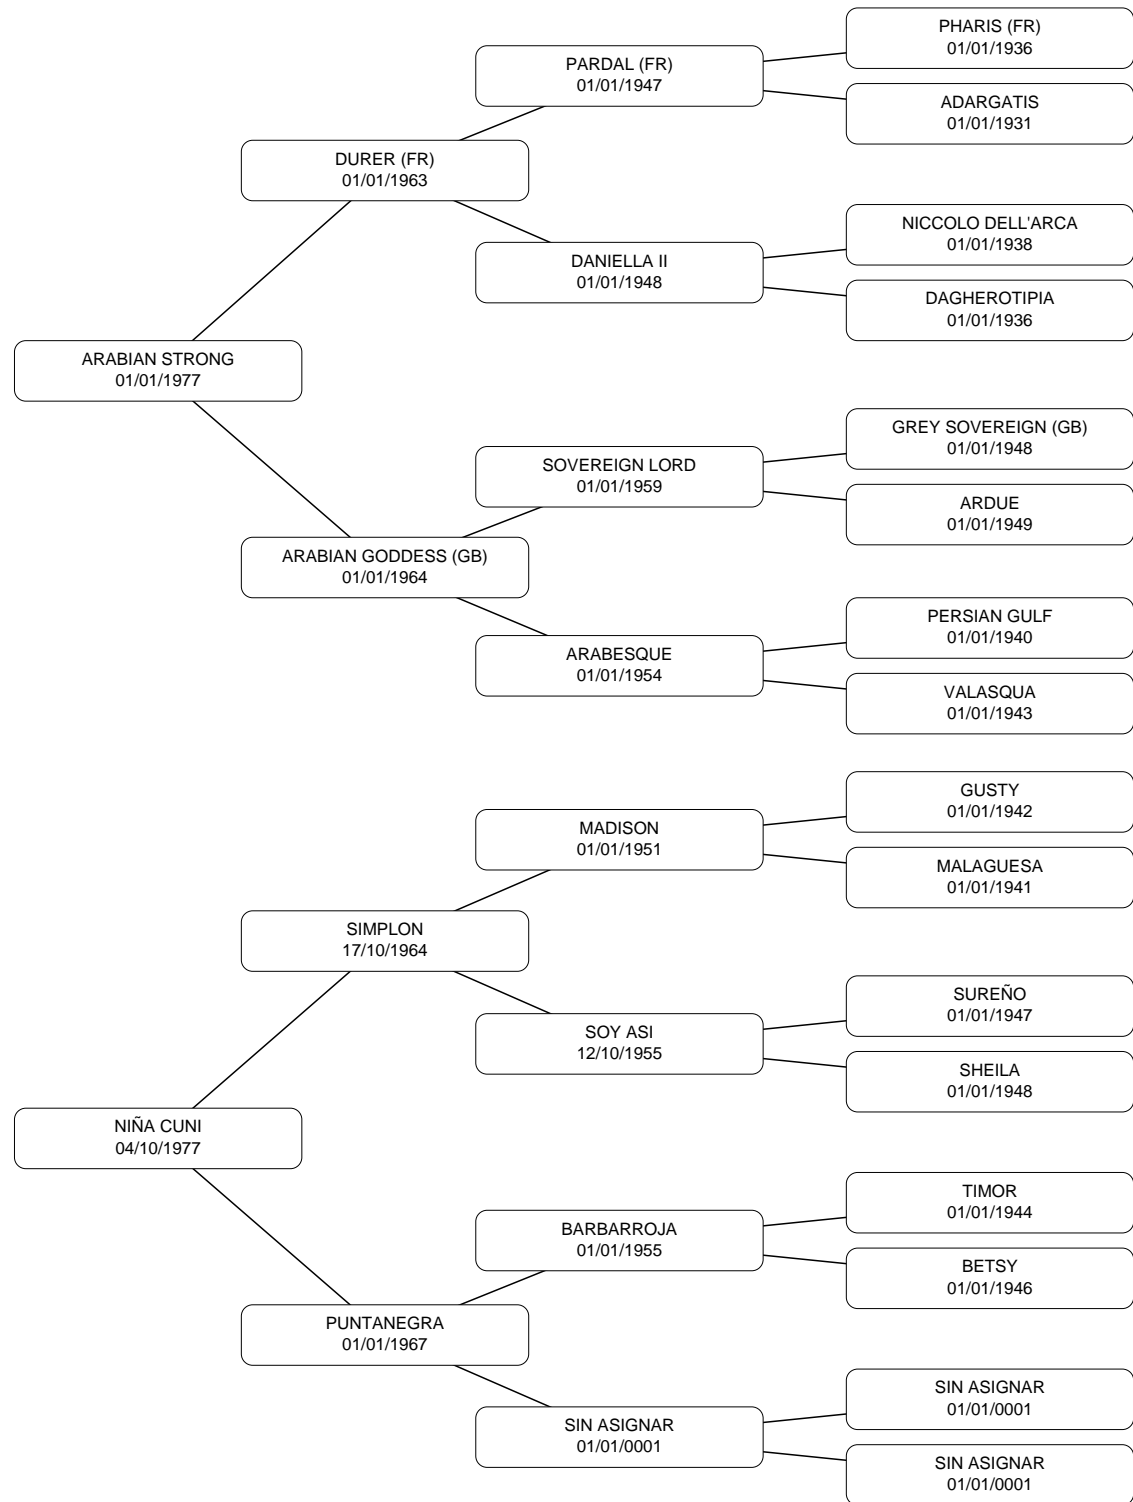 PHARIS (FR)
01/01/1936
PARDAL (FR)
01/01/1947
ADARGATIS
01/01/1931
DURER (FR)
01/01/1963
NICCOLO DELL'ARCA
01/01/1938
DANIELLA II
01/01/1948
DAGHEROTIPIA
01/01/1936
ARABIAN STRONG
01/01/1977
GREY SOVEREIGN (GB)
01/01/1948
SOVEREIGN LORD
01/01/1959
ARDUE
01/01/1949
ARABIAN GODDESS (GB)
01/01/1964
PERSIAN GULF
01/01/1940
ARABESQUE
01/01/1954
VALASQUA
01/01/1943
GUSTY
01/01/1942
MADISON
01/01/1951
MALAGUESA
01/01/1941
SIMPLON
17/10/1964
SUREÑO
01/01/1947
SOY ASI
12/10/1955
SHEILA
01/01/1948
NIÑA CUNI
04/10/1977
TIMOR
01/01/1944
BARBARROJA
01/01/1955
BETSY
01/01/1946
PUNTANEGRA
01/01/1967
SIN ASIGNAR
01/01/0001
SIN ASIGNAR
01/01/0001
SIN ASIGNAR
01/01/0001